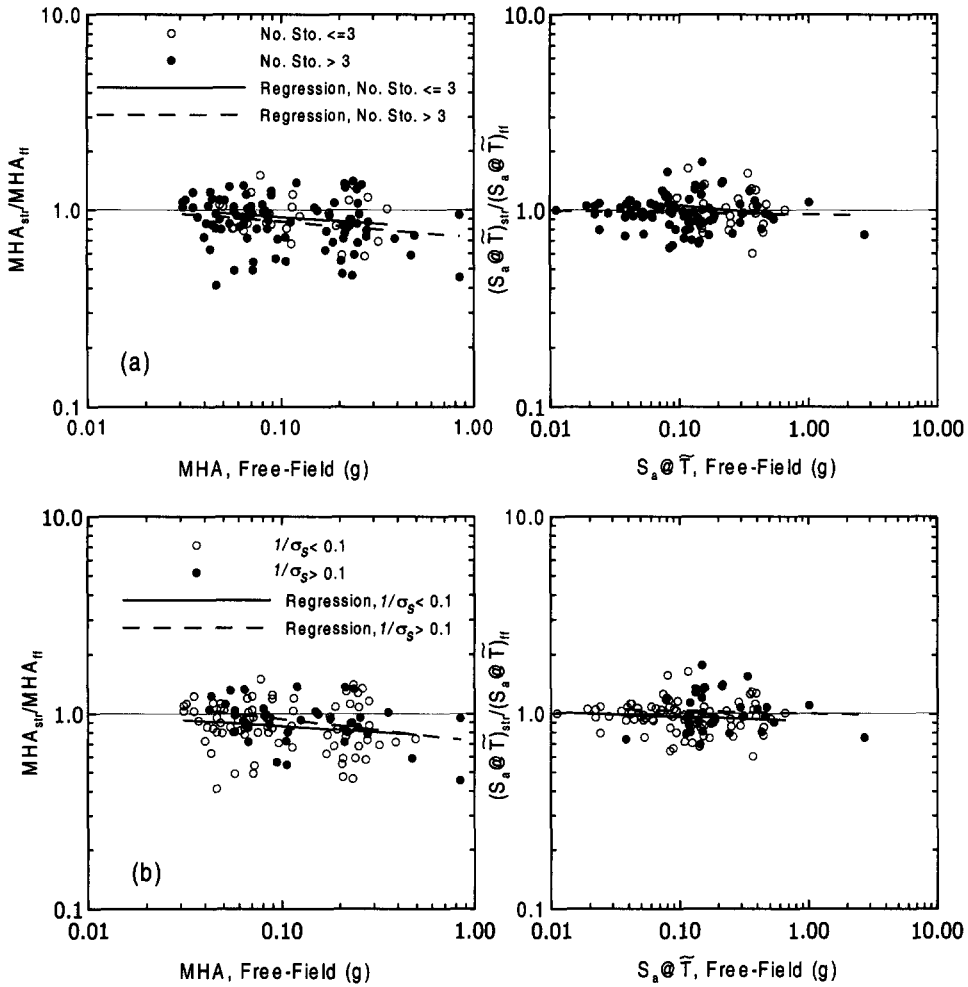 10.0
No. Sto. <=3
No. Sto. > 3
Regression, No. Sto. <= 3
Regression, No. Sto. > 3
MHA_str/MHA_ff
1.0
(a)
0.1
0.01
0.10
1.00
MHA, Free-Field (g)
10.0
(S_a@T̃)_str/(S_a@T̃)_ff
1.0
0.1
0.01
0.10
1.00
10.00
S_a@T̃, Free-Field (g)
10.0
1/σ_S < 0.1
1/σ_S > 0.1
Regression, 1/σ_S < 0.1
Regression, 1/σ_S > 0.1
MHA_str/MHA_ff
1.0
(b)
0.1
0.01
0.10
1.00
MHA, Free-Field (g)
10.0
(S_a@T̃)_str/(S_a@T̃)_ff
1.0
0.1
0.01
0.10
1.00
10.00
S_a@T̃, Free-Field (g)